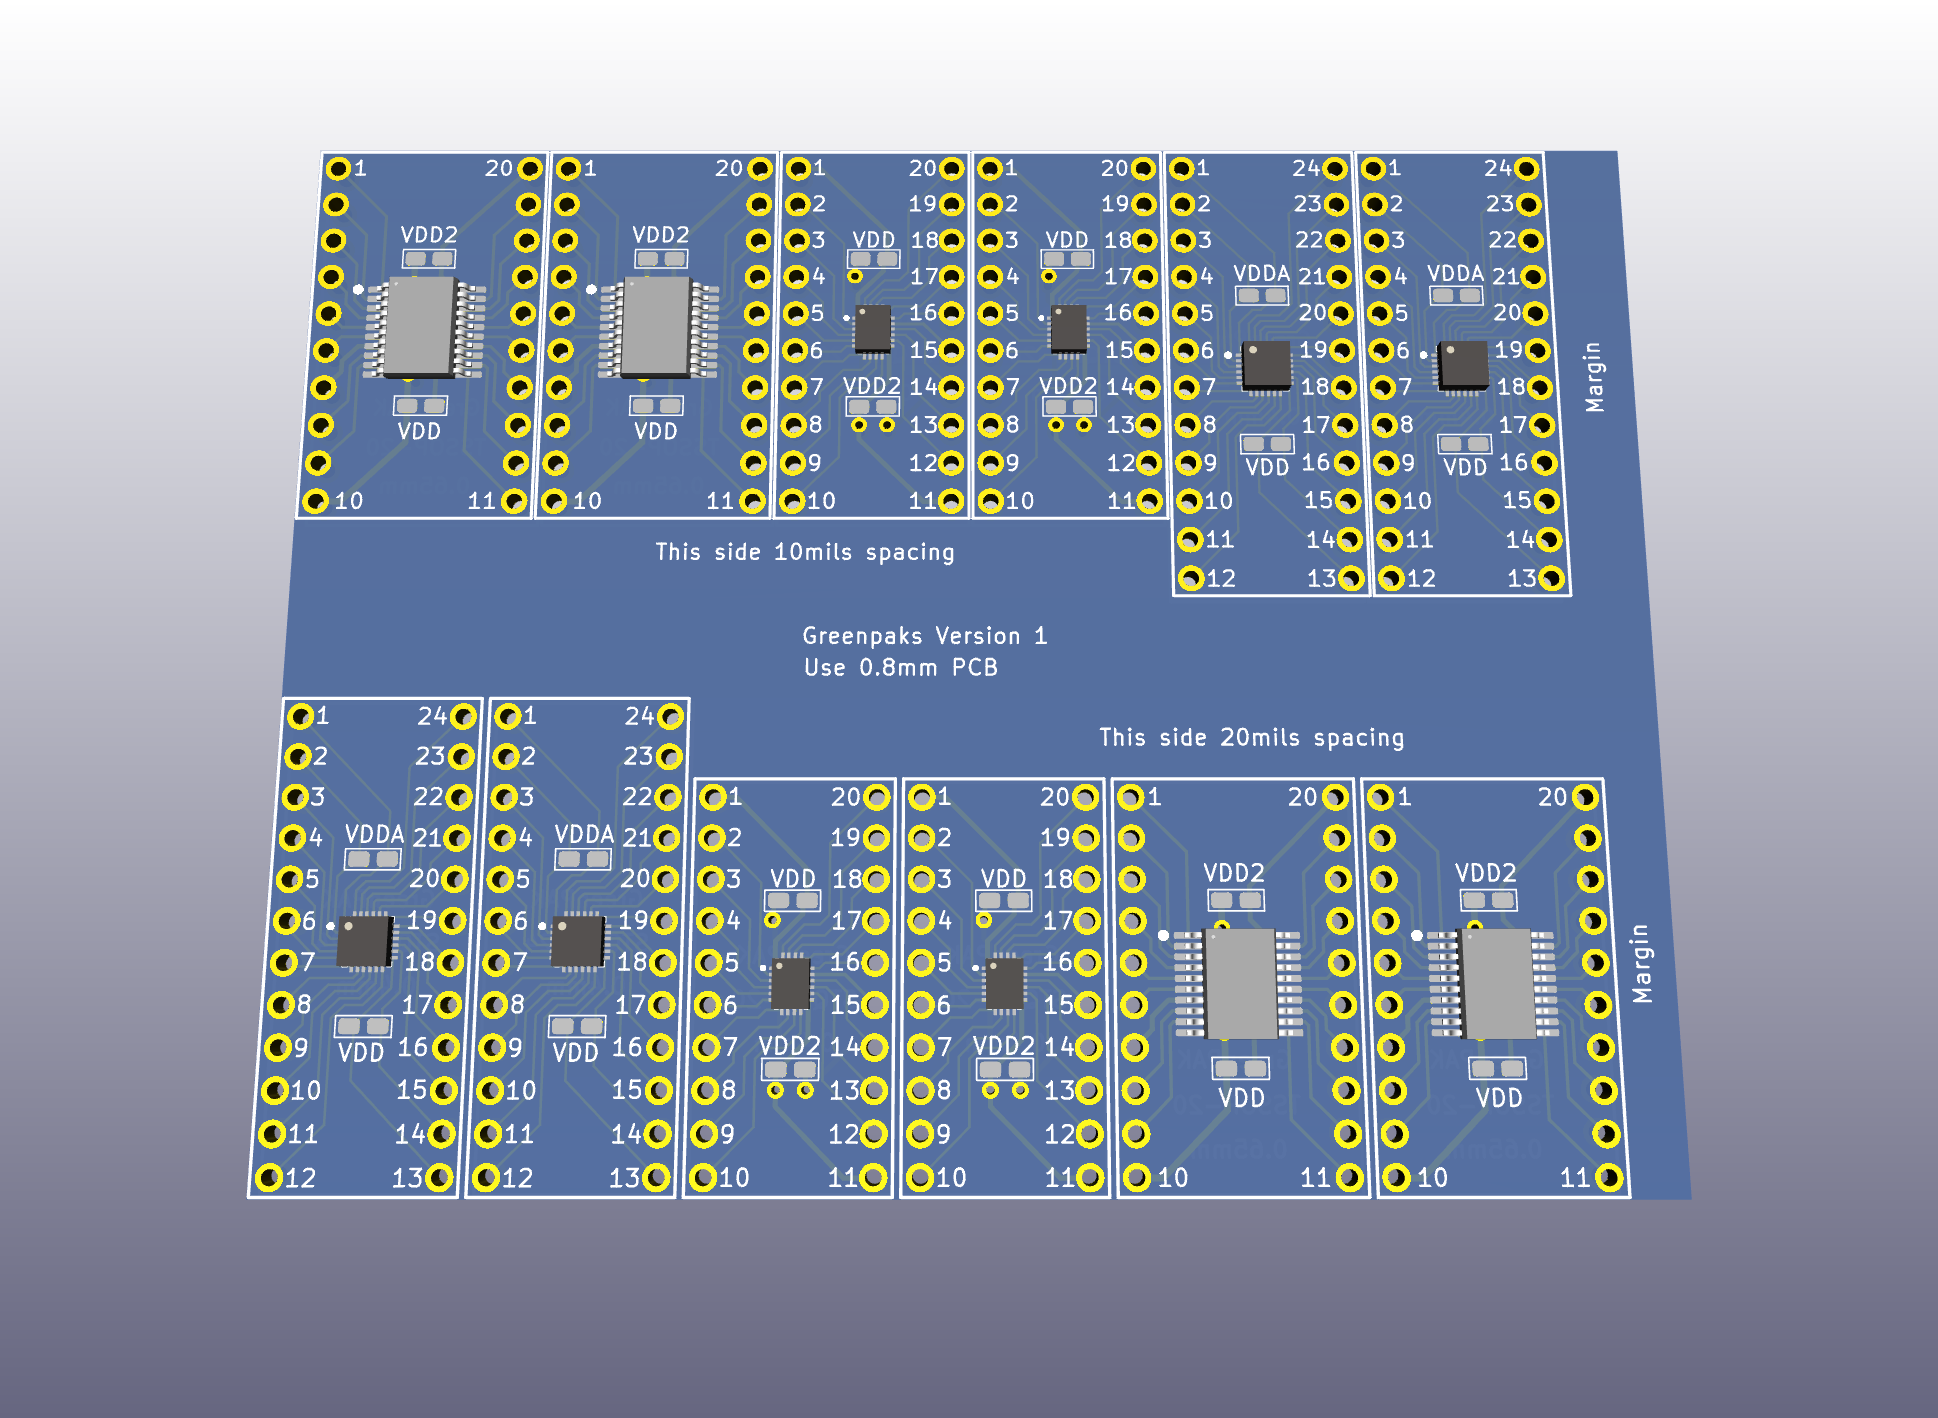 1 20 1 20 1 20 1 20 1 24 1 24
2 19 2 19 2 23 2 23
VDD2 VDD2 3 VDD 18 3 VDD 18 3 22 3 22
4 17 4 17 4 VDDA 21 4 VDDA 21
5 16 5 16 5 20 5 20
6 15 6 15 6 19 6 19
7 VDD2 14 7 VDD2 14 7 18 7 18
VDD VDD 8 13 8 13 8 17 8 17
9 12 9 12 9 VDD 16 9 VDD 16
10 11 10 11 10 11 10 11 10 15 10 15
11 14 11 14
12 13 12 13
Margin
This side 10mils spacing
Greenpaks Version 1
Use 0.8mm PCB
This side 20mils spacing
1 24 1 24
2 23 2 23
3 22 3 22 1 20 1 20 1 20 1 20
4 VDDA 21 4 VDDA 21 2 19 2 19
5 20 5 20 3 VDD 18 3 VDD 18 VDD2 VDD2
6 19 6 19 4 17 4 17
7 18 7 18 5 16 5 16
8 17 8 17 6 15 6 15
9 VDD 16 9 VDD 16 7 VDD2 14 7 VDD2 14
10 15 10 15 8 13 8 13 VDD VDD
11 14 11 14 9 12 9 12
12 13 12 13 10 11 10 11 10 11 10 11
Margin